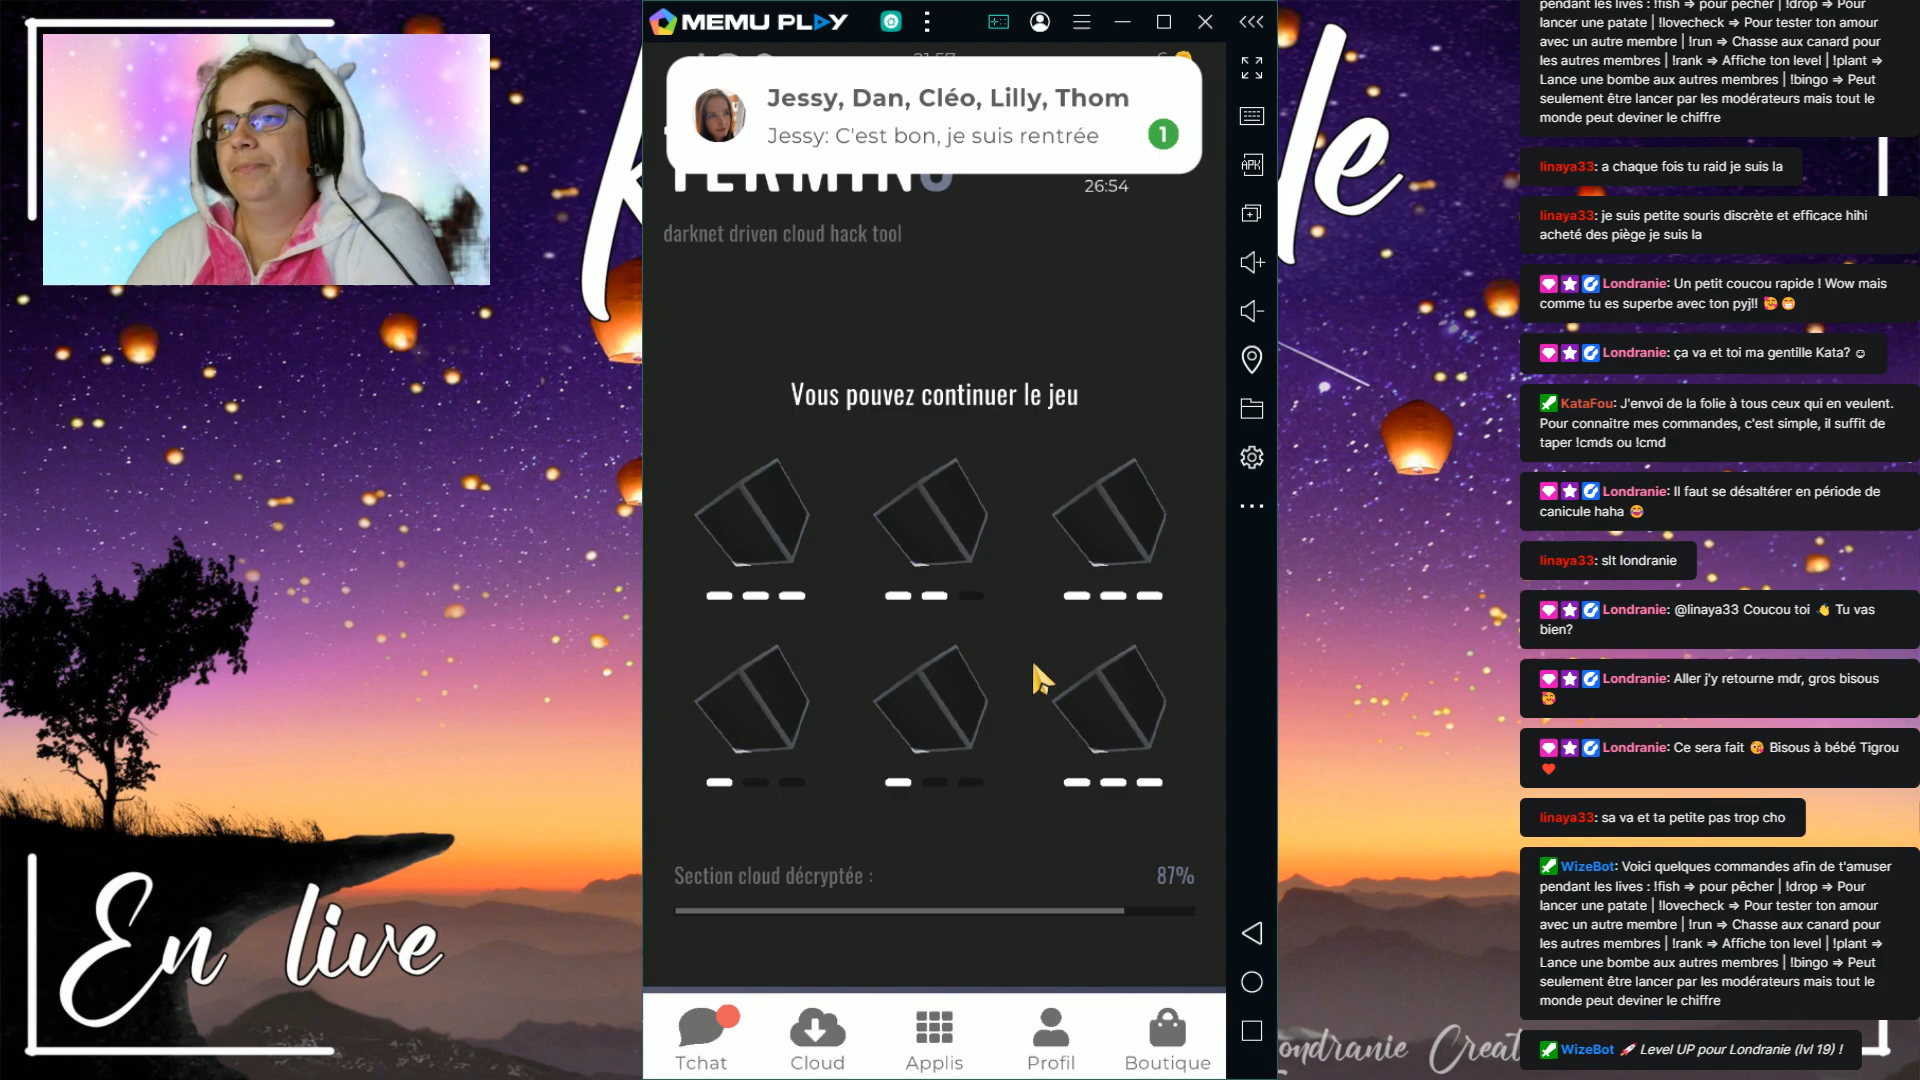 MEMU PLAY
Jessy, Dan, Cléo, Lilly, Thom
Jessy: C'est bon, je suis rentrée
1
26:54
darknet driven cloud hack tool
Vous pouvez continuer le jeu
Section cloud décryptée :
87%
Tchat
Cloud
Applis
Profil
Boutique
APK
En live
pendant les lives : !fish => pour pêcher | !drop => Pour
lancer une patate | !lovecheck => Pour tester ton amour
avec un autre membre | !run => Chasse aux canard pour
les autres membres | !rank => Affiche ton level | !plant =>
Lance une bombe aux autres membres | !bingo => Peut
seulement être lancer par les modérateurs mais tout le
monde peut deviner le chiffre
linaya33: a chaque fois tu raid je suis la
linaya33: je suis petite souris discrète et efficace hihi
acheté des piège je suis la
Londranie: Un petit coucou rapide ! Wow mais
comme tu es superbe avec ton pyj!! 🥰 😁
Londranie: ça va et toi ma gentille Kata? ☺
KataFou: J'envoi de la folie à tous ceux qui en veulent.
Pour connaitre mes commandes, c'est simple, il suffit de
taper !cmds ou !cmd
Londranie: Il faut se désaltérer en période de
canicule haha 😂
linaya33: slt londranie
Londranie: @linaya33 Coucou toi 👋 Tu vas
bien?
Londranie: Aller j'y retourne mdr, gros bisous
🥰
Londranie: Ce sera fait 😘 Bisous à bébé Tigrou
♥
linaya33: sa va et ta petite pas trop cho
WizeBot: Voici quelques commandes afin de t'amuser
pendant les lives : !fish => pour pêcher | !drop => Pour
lancer une patate | !lovecheck => Pour tester ton amour
avec un autre membre | !run => Chasse aux canard pour
les autres membres | !rank => Affiche ton level | !plant =>
Lance une bombe aux autres membres | !bingo => Peut
seulement être lancer par les modérateurs mais tout le
monde peut deviner le chiffre
WizeBot 🚀 Level UP pour Londranie (lvl 19) !